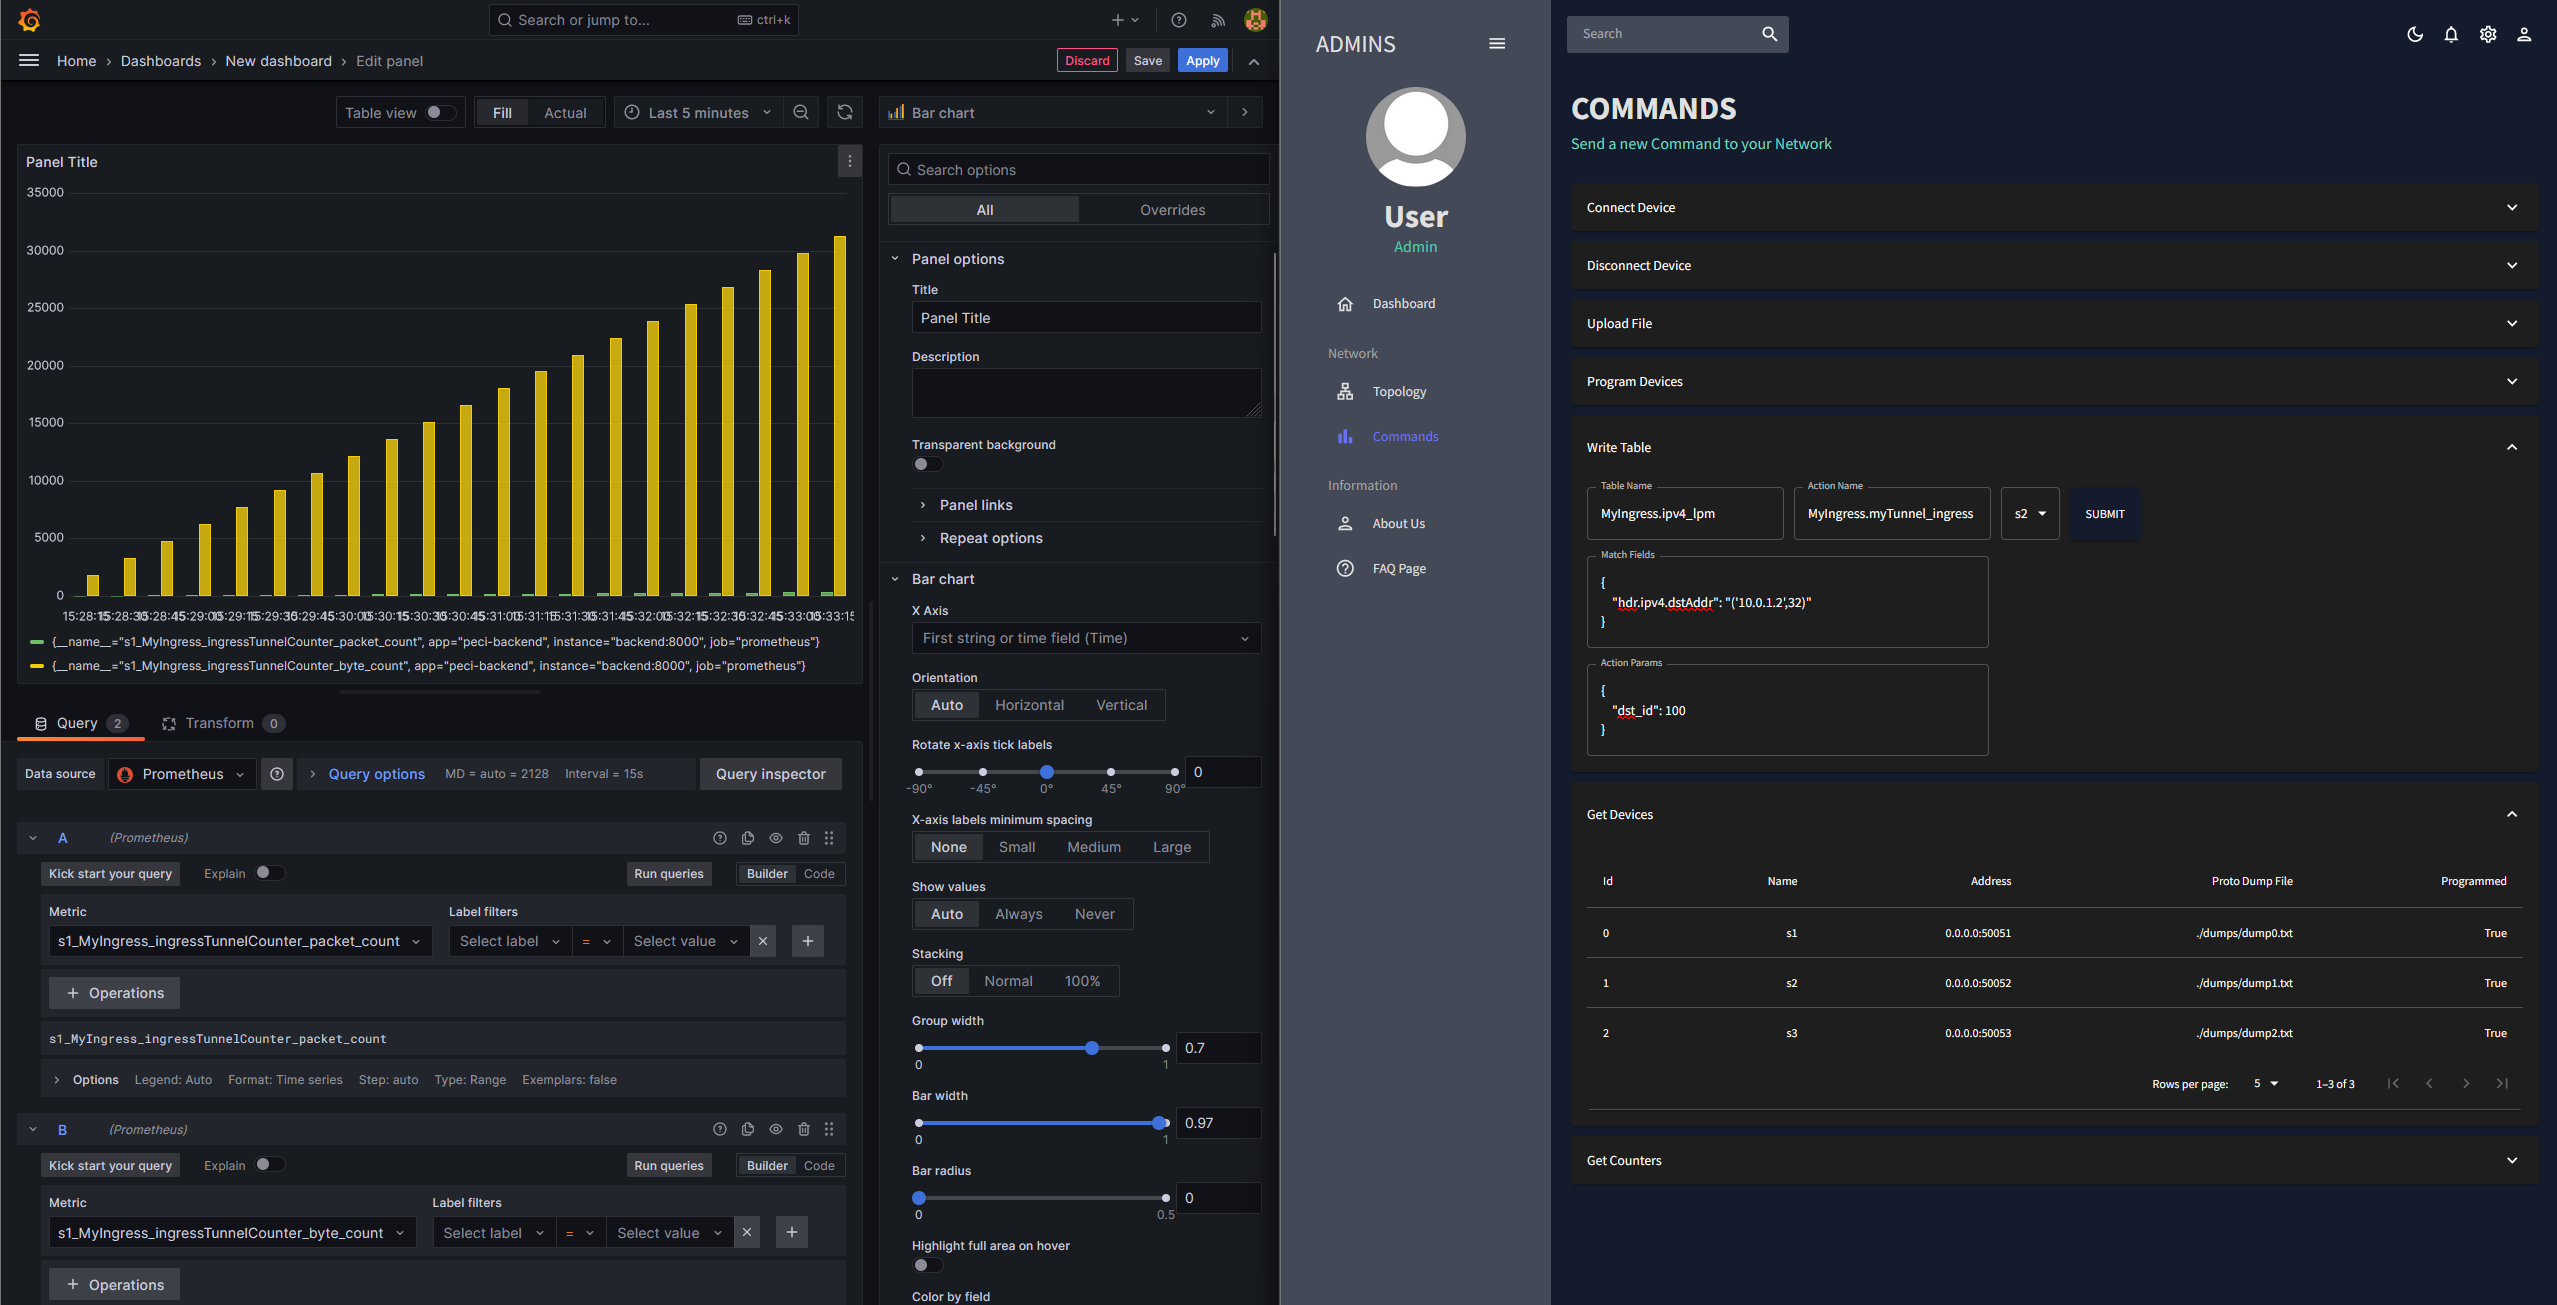 Search or jump to...
ctrl+k
Home › Dashboards › New dashboard › Edit panel
Discard
Save
Apply
Table view
Fill
Actual
Last 5 minutes
Bar chart
Panel Title
35000
30000
25000
20000
15000
10000
5000
0
15:28:15 15:28:30 15:28:45 15:29:00 15:29:15 15:29:30 15:29:45 15:30:00 15:30:15 15:30:30 15:30:45 15:31:00 15:31:15 15:31:30 15:31:45 15:32:00 15:32:15 15:32:30 15:32:45 15:33:00 15:33:15
{__name__="s1_MyIngress_ingressTunnelCounter_packet_count", app="peci-backend", instance="backend:8000", job="prometheus"}
{__name__="s1_MyIngress_ingressTunnelCounter_byte_count", app="peci-backend", instance="backend:8000", job="prometheus"}
Query 2
Transform 0
Data source
Prometheus
Query options
MD = auto = 2128
Interval = 15s
Query inspector
A
(Prometheus)
Kick start your query
Explain
Run queries
Builder
Code
Metric
Label filters
s1_MyIngress_ingressTunnelCounter_packet_count
Select label
=
Select value
+ Operations
s1_MyIngress_ingressTunnelCounter_packet_count
Options
Legend: Auto
Format: Time series
Step: auto
Type: Range
Exemplars: false
B
(Prometheus)
Kick start your query
Explain
Run queries
Builder
Code
Metric
Label filters
s1_MyIngress_ingressTunnelCounter_byte_count
Select label
=
Select value
+ Operations
Search options
All
Overrides
Panel options
Title
Panel Title
Description
Transparent background
Panel links
Repeat options
Bar chart
X Axis
First string or time field (Time)
Orientation
Auto
Horizontal
Vertical
Rotate x-axis tick labels
0
-90° -45° 0° 45° 90°
X-axis labels minimum spacing
None
Small
Medium
Large
Show values
Auto
Always
Never
Stacking
Off
Normal
100%
Group width
0.7
0 1
Bar width
0.97
0 1
Bar radius
0
0 0.5
Highlight full area on hover
Color by field
ADMINS
User
Admin
Dashboard
Network
Topology
Commands
Information
About Us
FAQ Page
Search
COMMANDS
Send a new Command to your Network
Connect Device
Disconnect Device
Upload File
Program Devices
Write Table
Table Name
MyIngress.ipv4_lpm
Action Name
MyIngress.myTunnel_ingress
s2
SUBMIT
Match Fields
{
"hdr.ipv4.dstAddr": "('10.0.1.2',32)"
}
Action Params
{
"dst_id": 100
}
Get Devices
Id Name Address Proto Dump File Programmed
0 s1 0.0.0.0:50051 ./dumps/dump0.txt True
1 s2 0.0.0.0:50052 ./dumps/dump1.txt True
2 s3 0.0.0.0:50053 ./dumps/dump2.txt True
Rows per page: 5 1–3 of 3
Get Counters